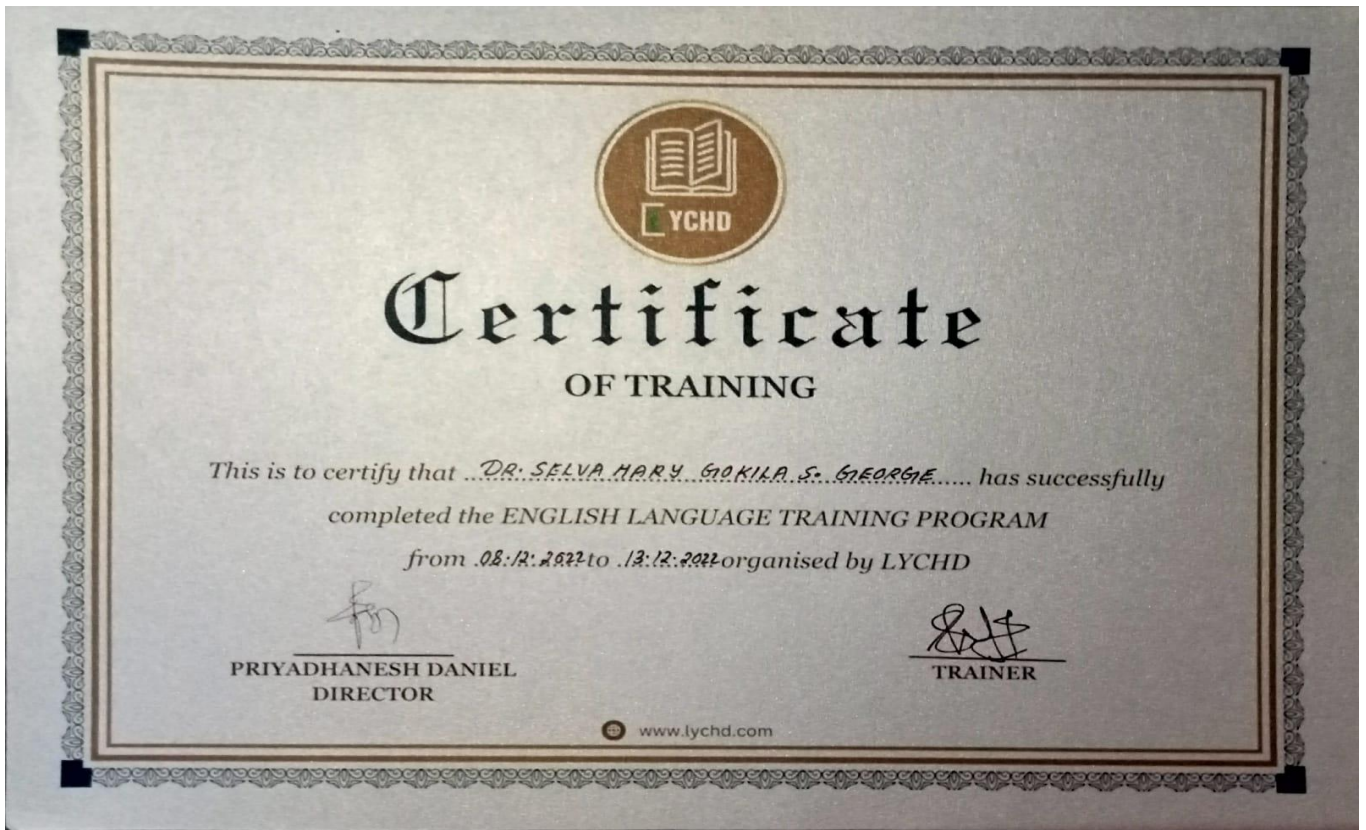 LYCHD
Certificate
OF TRAINING
This is to certify that ..DR. SELVA MARY GOKILA S. GEORGE..... has successfully
completed the ENGLISH LANGUAGE TRAINING PROGRAM
from .08.12.2022 to .13.12.2022 organised by LYCHD
PRIYADHANESH DANIEL
DIRECTOR
TRAINER
www.lychd.com